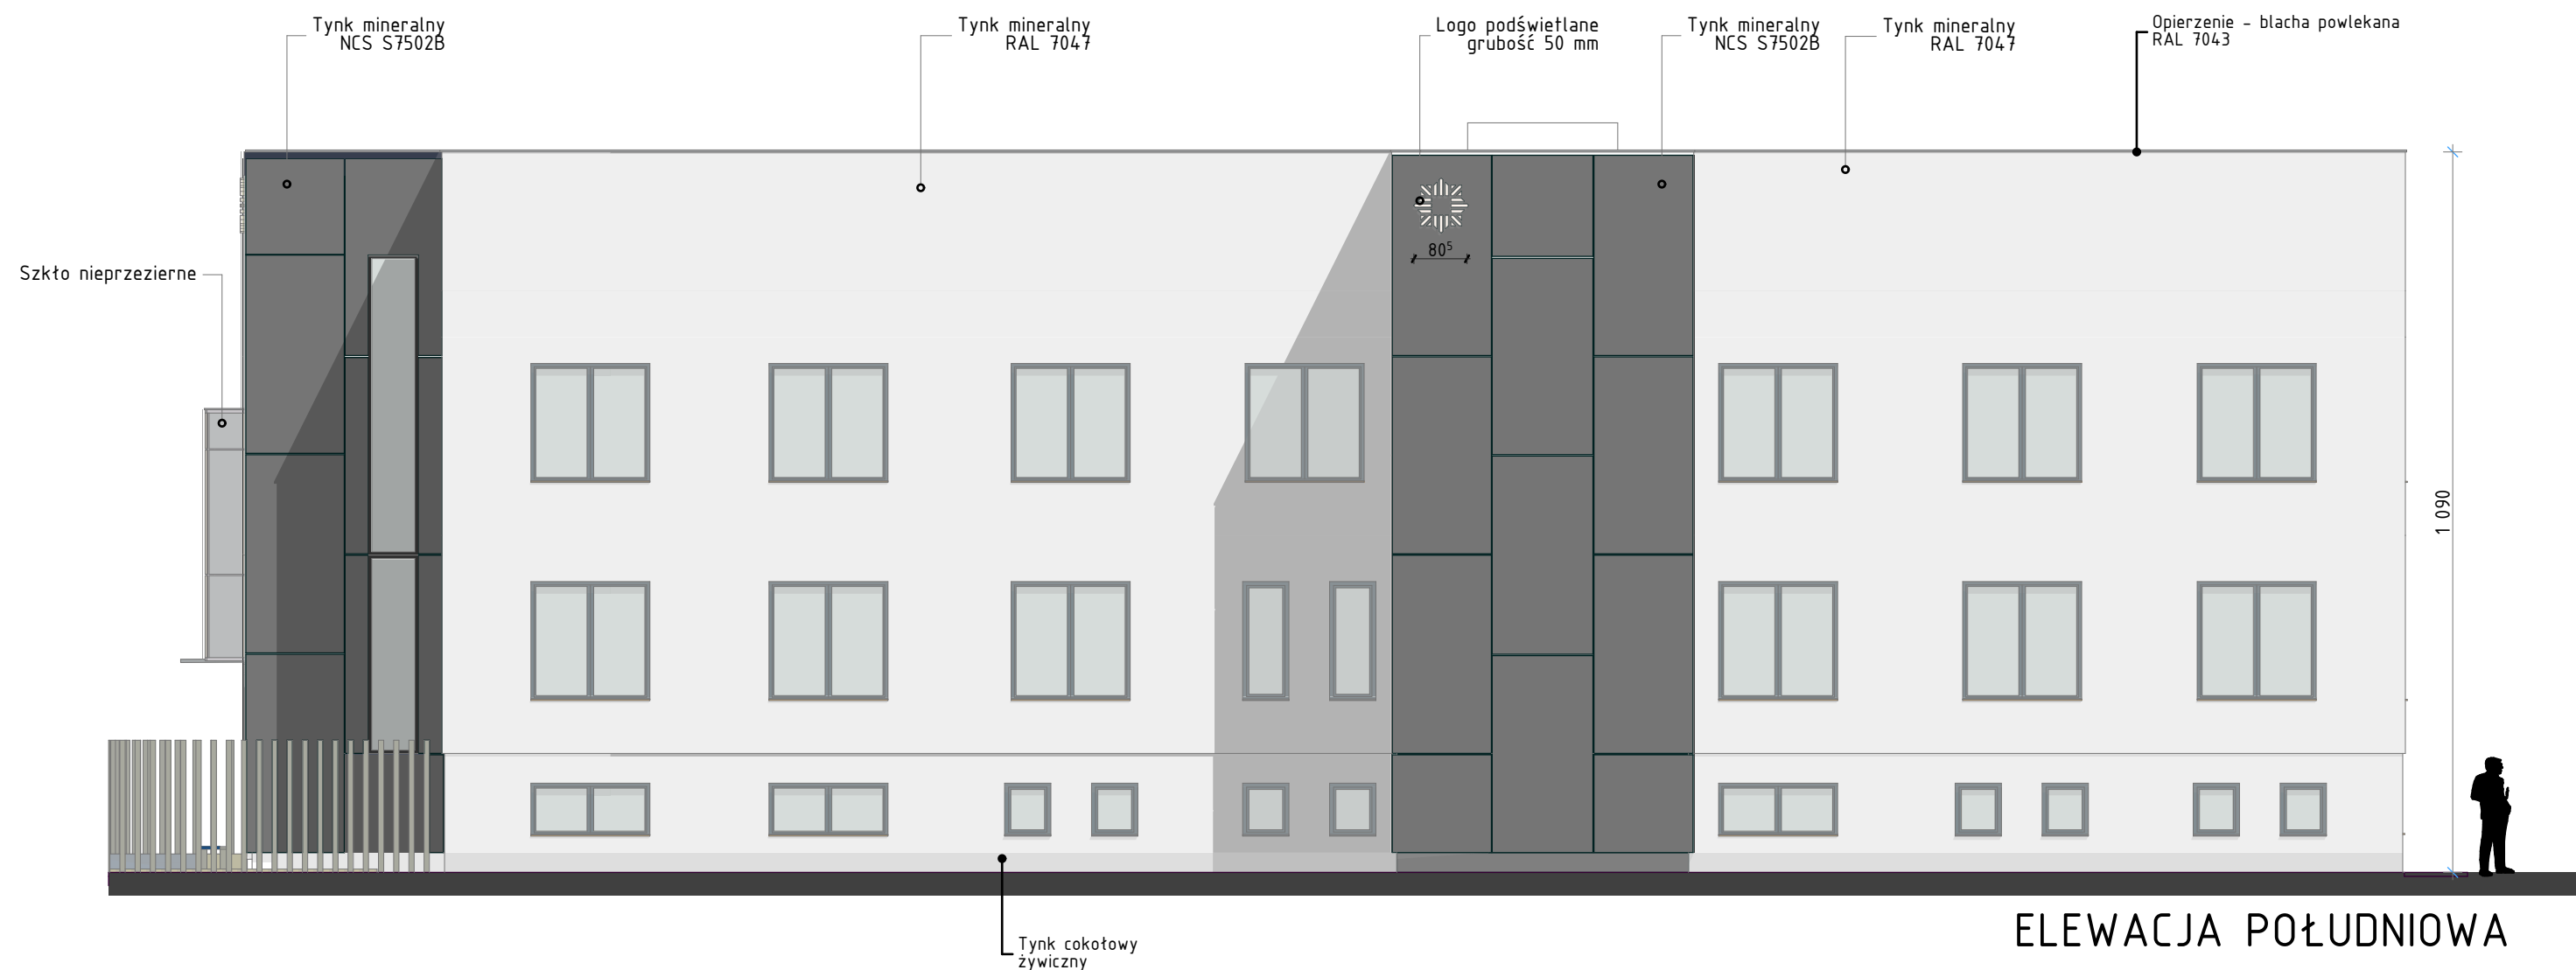 Tynk mineralny
NCS S7502B
Tynk mineralny
RAL 7047
Logo podświetlane
grubość 50 mm
Tynk mineralny
NCS S7502B
Tynk mineralny
RAL 7047
Opierzenie - blacha powlekana
RAL 7043
80⁵
Szkło nieprzezierne
1 090
Tynk cokołowy
żywiczny
ELEWACJA POŁUDNIOWA